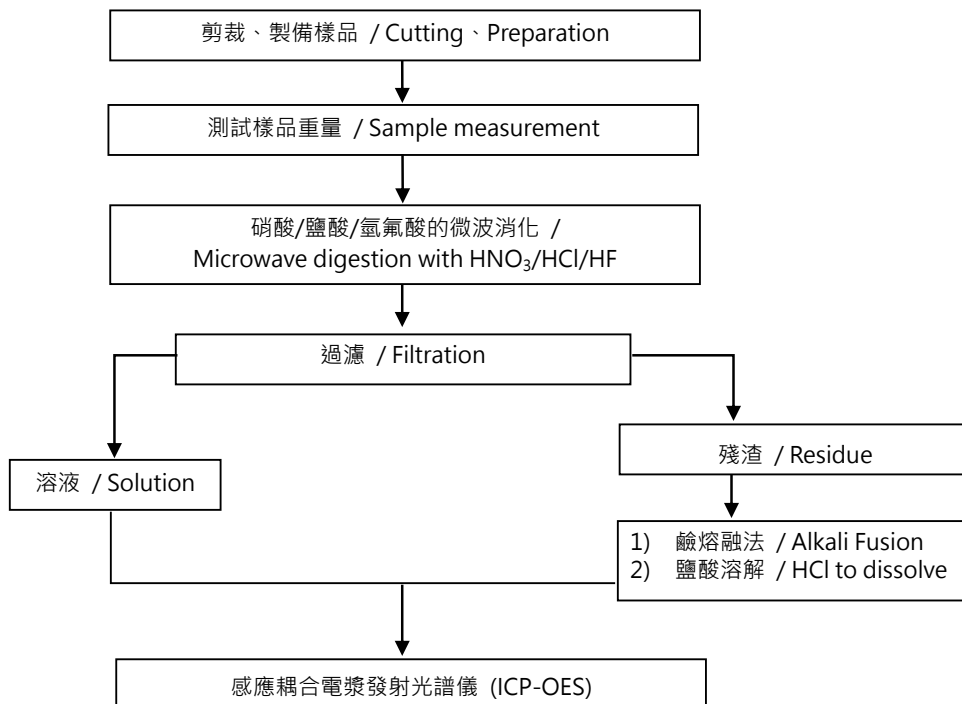 剪裁、製備樣品 / Cutting、Preparation
測試樣品重量 / Sample measurement
硝酸/鹽酸/氫氟酸的微波消化 /
Microwave digestion with HNO₃/HCl/HF
過濾 / Filtration
溶液 / Solution
殘渣 / Residue
1) 鹼熔融法 / Alkali Fusion
2) 鹽酸溶解 / HCl to dissolve
感應耦合電漿發射光譜儀 (ICP-OES)